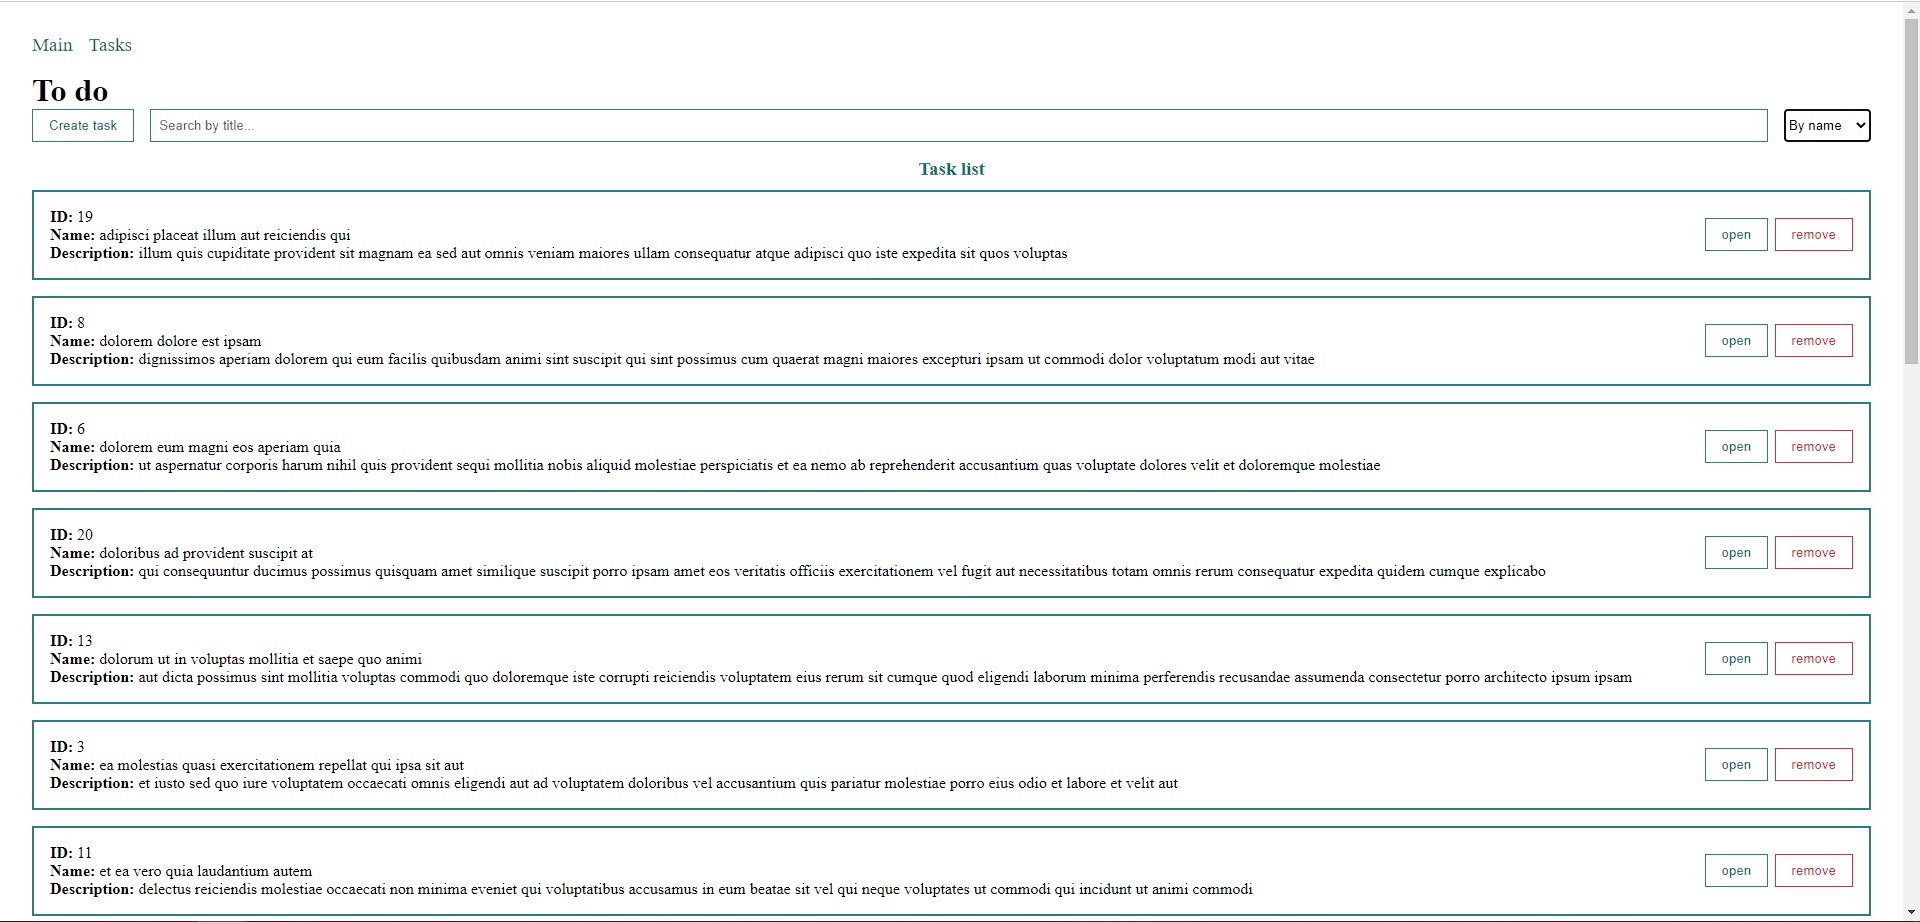 Main Tasks
To do
Create task Search by title... By name
Task list
ID: 19
Name: adipisci placeat illum aut reiciendis qui
Description: illum quis cupiditate provident sit magnam ea sed aut omnis veniam maiores ullam consequatur atque adipisci quo iste expedita sit quos voluptas
open remove
ID: 8
Name: dolorem dolore est ipsam
Description: dignissimos aperiam dolorem qui eum facilis quibusdam animi sint suscipit qui sint possimus cum quaerat magni maiores excepturi ipsam ut commodi dolor voluptatum modi aut vitae
open remove
ID: 6
Name: dolorem eum magni eos aperiam quia
Description: ut aspernatur corporis harum nihil quis provident sequi mollitia nobis aliquid molestiae perspiciatis et ea nemo ab reprehenderit accusantium quas voluptate dolores velit et doloremque molestiae
open remove
ID: 20
Name: doloribus ad provident suscipit at
Description: qui consequuntur ducimus possimus quisquam amet similique suscipit porro ipsam amet eos veritatis officiis exercitationem vel fugit aut necessitatibus totam omnis rerum consequatur expedita quidem cumque explicabo
open remove
ID: 13
Name: dolorum ut in voluptas mollitia et saepe quo animi
Description: aut dicta possimus sint mollitia voluptas commodi quo doloremque iste corrupti reiciendis voluptatem eius rerum sit cumque quod eligendi laborum minima perferendis recusandae assumenda consectetur porro architecto ipsum ipsam
open remove
ID: 3
Name: ea molestias quasi exercitationem repellat qui ipsa sit aut
Description: et iusto sed quo iure voluptatem occaecati omnis eligendi aut ad voluptatem doloribus vel accusantium quis pariatur molestiae porro eius odio et labore et velit aut
open remove
ID: 11
Name: et ea vero quia laudantium autem
Description: delectus reiciendis molestiae occaecati non minima eveniet qui voluptatibus accusamus in eum beatae sit vel qui neque voluptates ut commodi qui incidunt ut animi commodi
open remove